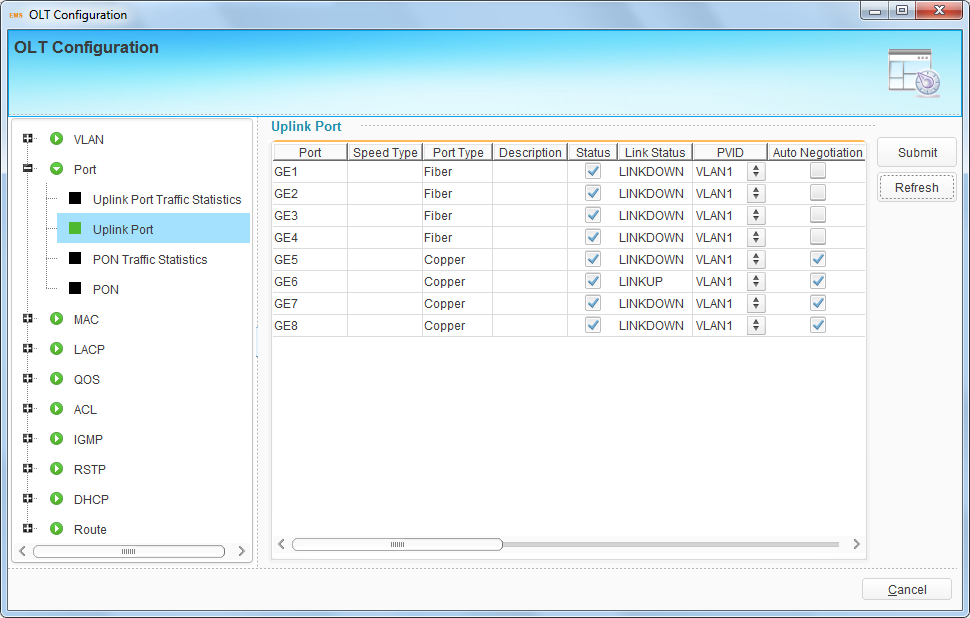 EMS OLT Configuration
OLT Configuration
VLAN
Port
Uplink Port Traffic Statistics
Uplink Port
PON Traffic Statistics
PON
MAC
LACP
QOS
ACL
IGMP
RSTP
DHCP
Route
Uplink Port
Port Speed Type Port Type Description Status Link Status PVID Auto Negotiation
GE1 Fiber LINKDOWN VLAN1
GE2 Fiber LINKDOWN VLAN1
GE3 Fiber LINKDOWN VLAN1
GE4 Fiber LINKDOWN VLAN1
GE5 Copper LINKDOWN VLAN1
GE6 Copper LINKUP VLAN1
GE7 Copper LINKDOWN VLAN1
GE8 Copper LINKDOWN VLAN1
Submit
Refresh
Cancel